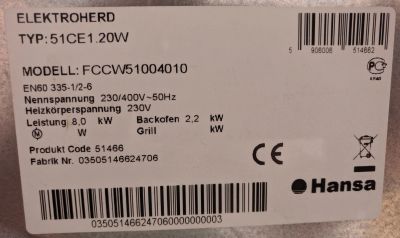 ELEKTROHERD
TYP: 51CE1.20W
5 906006 514662
MODELL: FCCW51004010
EN60 335-1/2-6
Nennspannung 230/400V~50Hz
Heizkörperspannung 230V
Leistung 8,0 kW Backofen 2,2 kW
W Grill kW
Produkt Code 51466
Fabrik Nr. 03505146624706
CE
Hansa
0350514662470600000000003